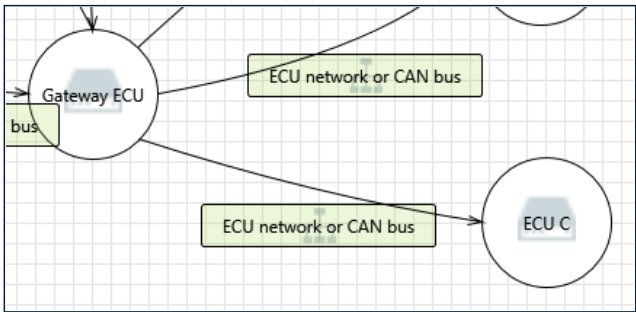 ECU network or CAN bus
Gateway ECU
bus
ECU network or CAN bus
ECU C